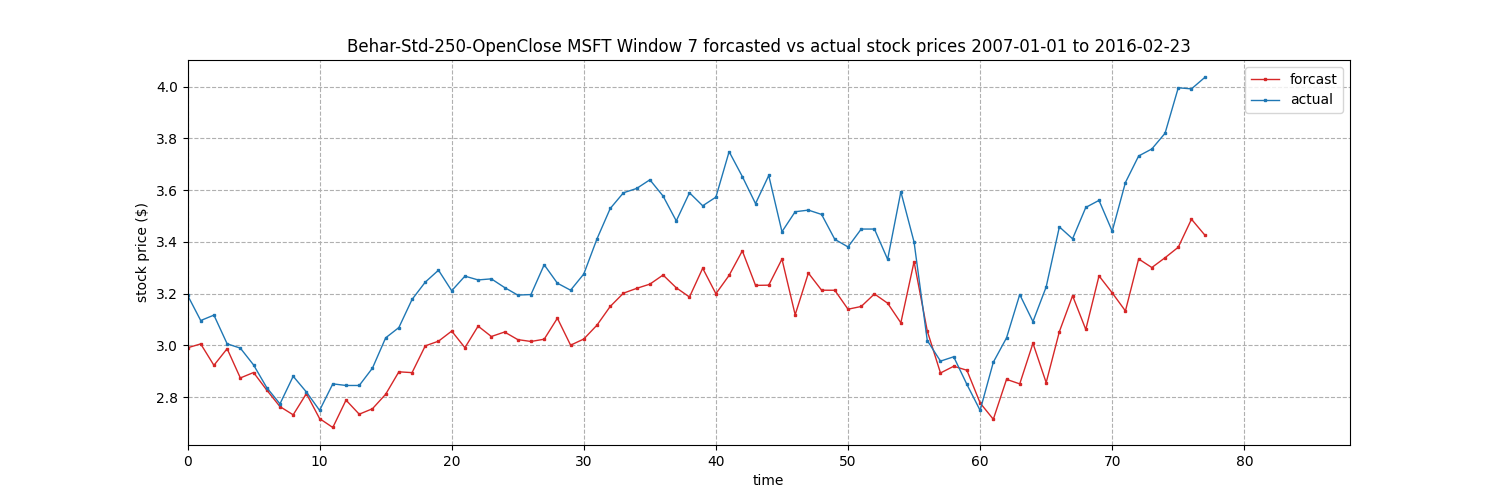 Behar-Std-250-OpenClose MSFT Window 7 forcasted vs actual stock prices 2007-01-01 to 2016-02-23
forcast
actual
stock price ($)
4.0
3.8
3.6
3.4
3.2
3.0
2.8
0 10 20 30 40 50 60 70 80
time